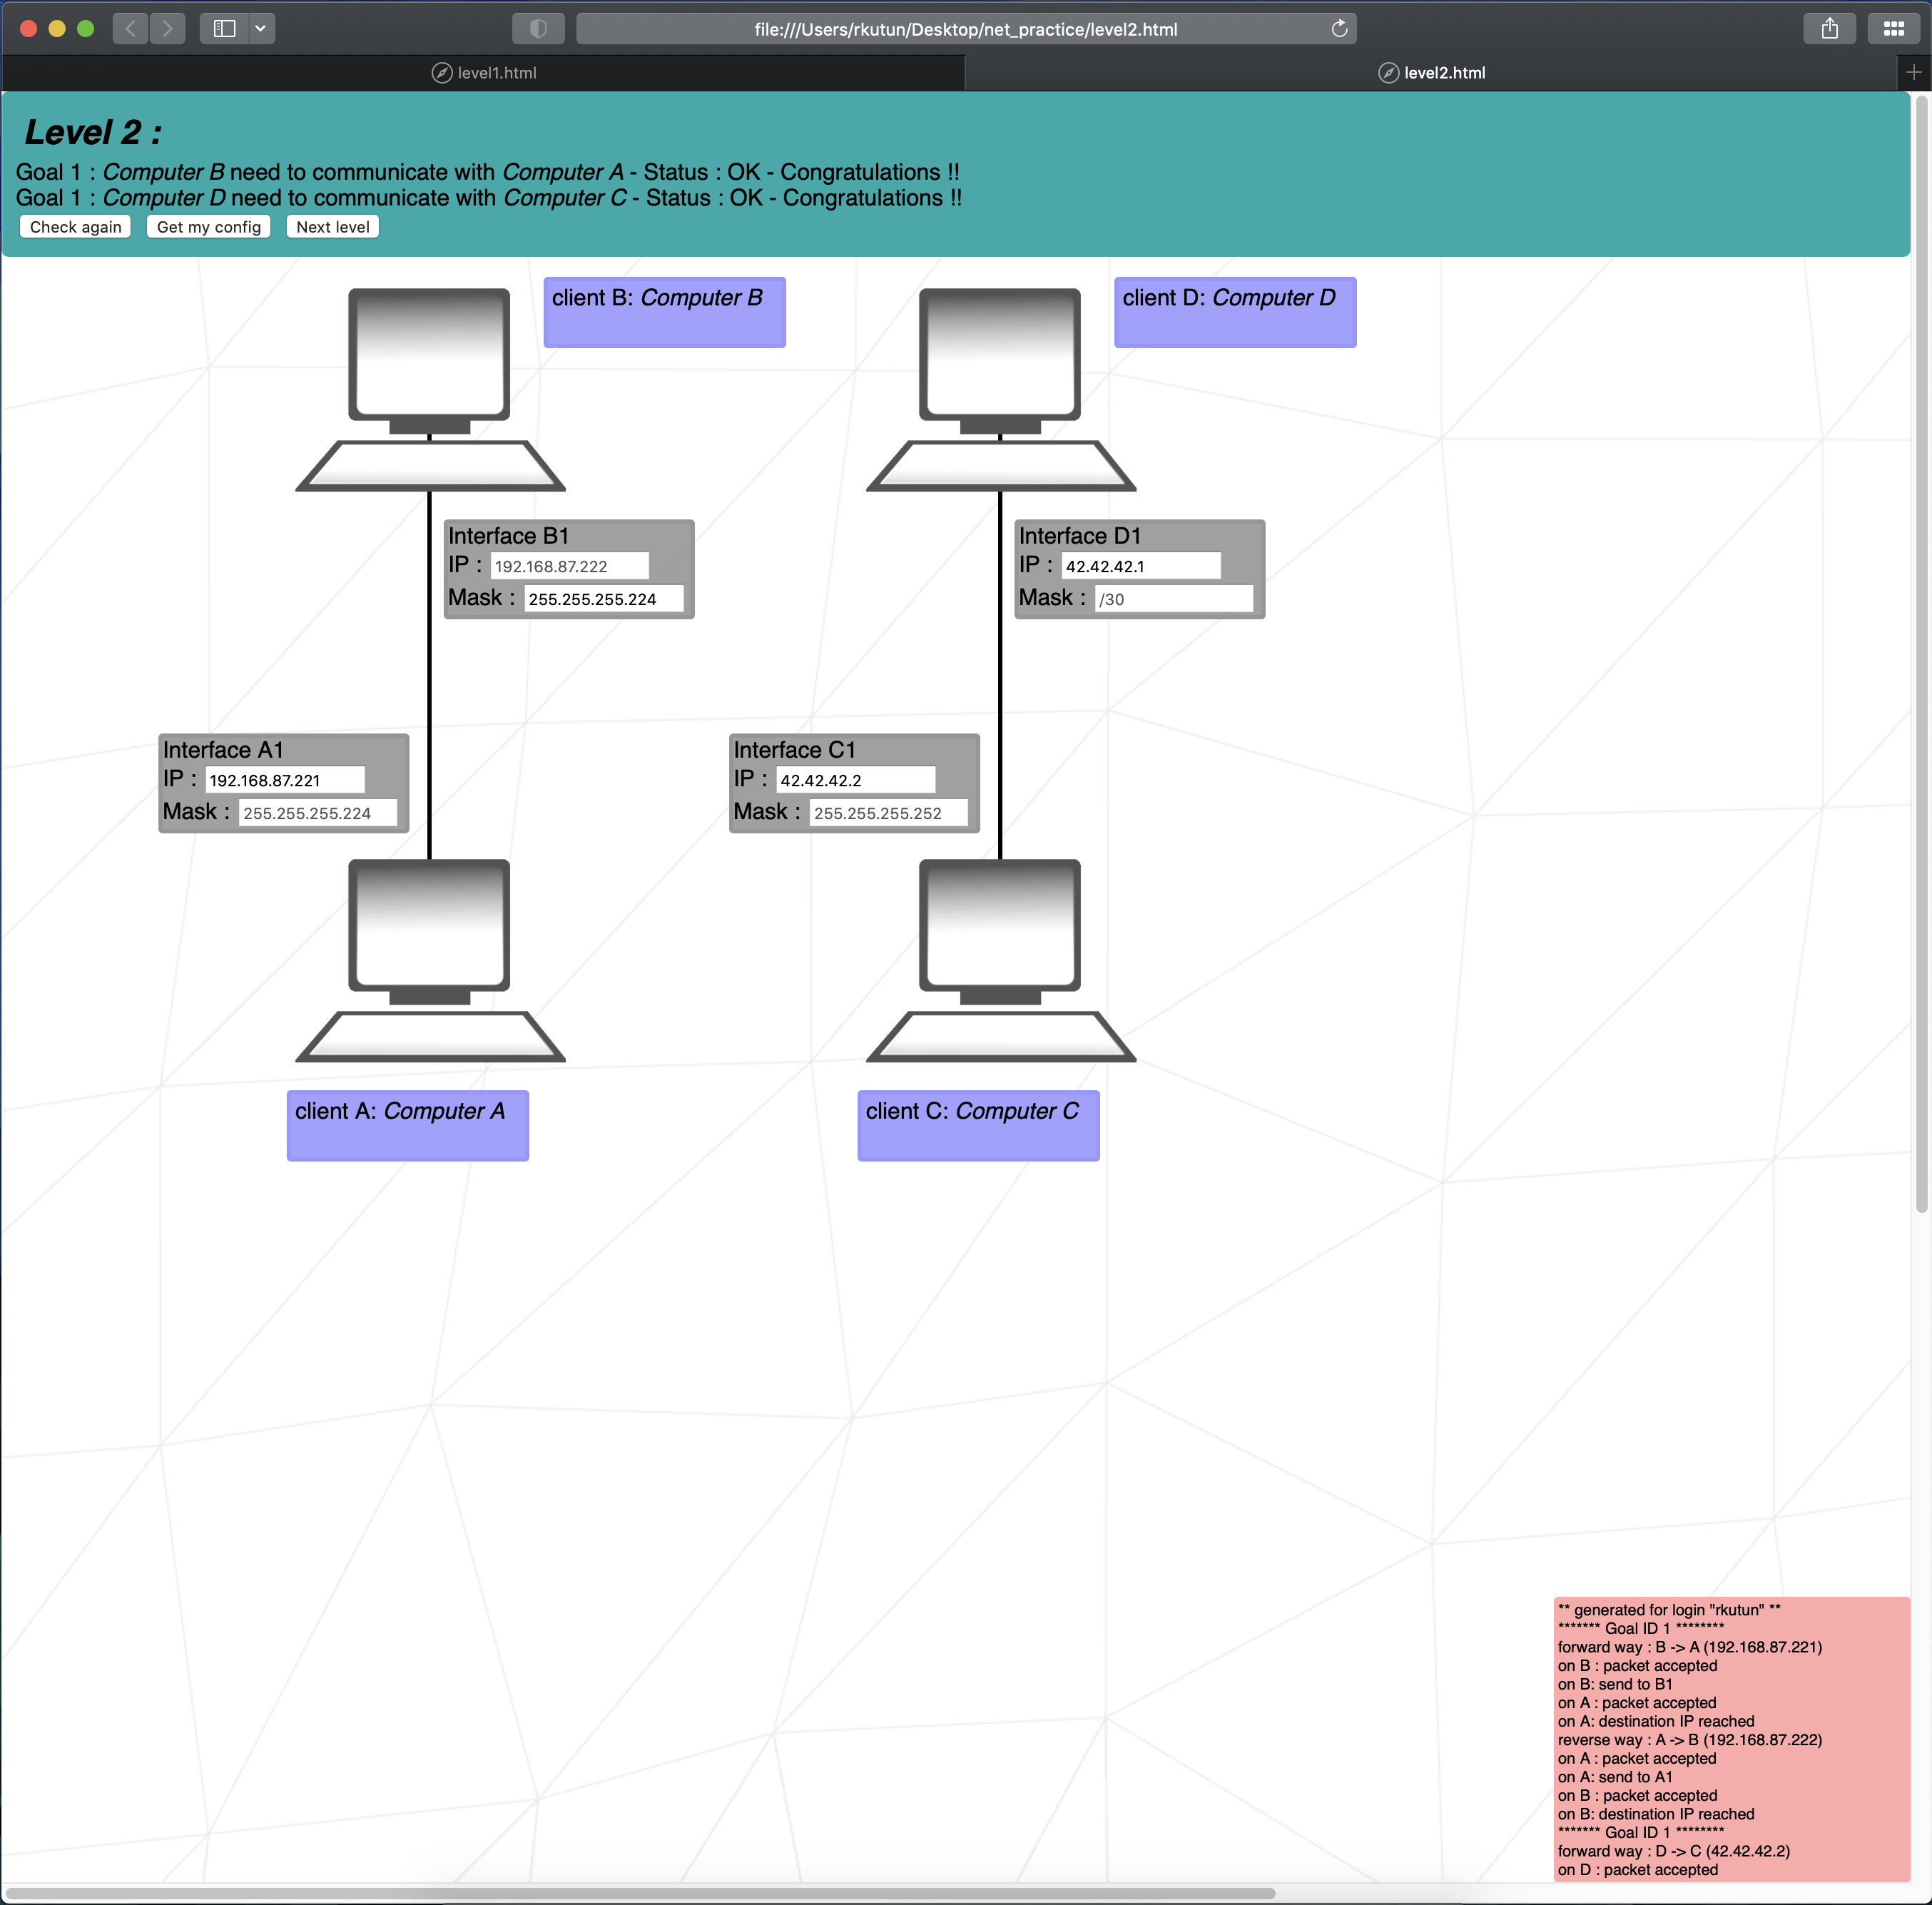 file:///Users/rkutun/Desktop/net_practice/level2.html
level1.html
level2.html
Level 2 :
Goal 1 : Computer B need to communicate with Computer A - Status : OK - Congratulations !!
Goal 1 : Computer D need to communicate with Computer C - Status : OK - Congratulations !!
Check again
Get my config
Next level
client B: Computer B
client D: Computer D
Interface B1
IP : 192.168.87.222
Mask : 255.255.255.224
Interface D1
IP : 42.42.42.1
Mask : /30
Interface A1
IP : 192.168.87.221
Mask : 255.255.255.224
Interface C1
IP : 42.42.42.2
Mask : 255.255.255.252
client A: Computer A
client C: Computer C
** generated for login "rkutun" **
******* Goal ID 1 ********
forward way : B -> A (192.168.87.221)
on B : packet accepted
on B: send to B1
on A : packet accepted
on A: destination IP reached
reverse way : A -> B (192.168.87.222)
on A : packet accepted
on A: send to A1
on B : packet accepted
on B: destination IP reached
******* Goal ID 1 ********
forward way : D -> C (42.42.42.2)
on D : packet accepted